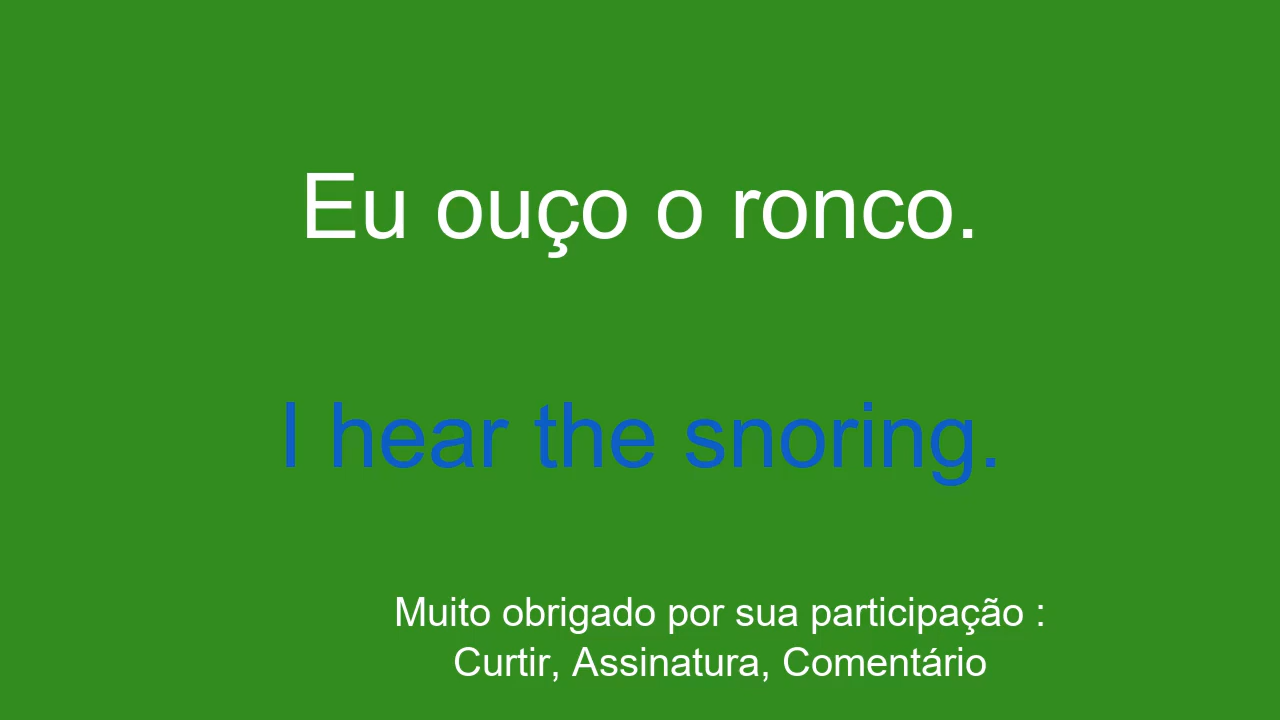 Eu ouço o ronco.
I hear the snoring.
Muito obrigado por sua participação :
Curtir, Assinatura, Comentário